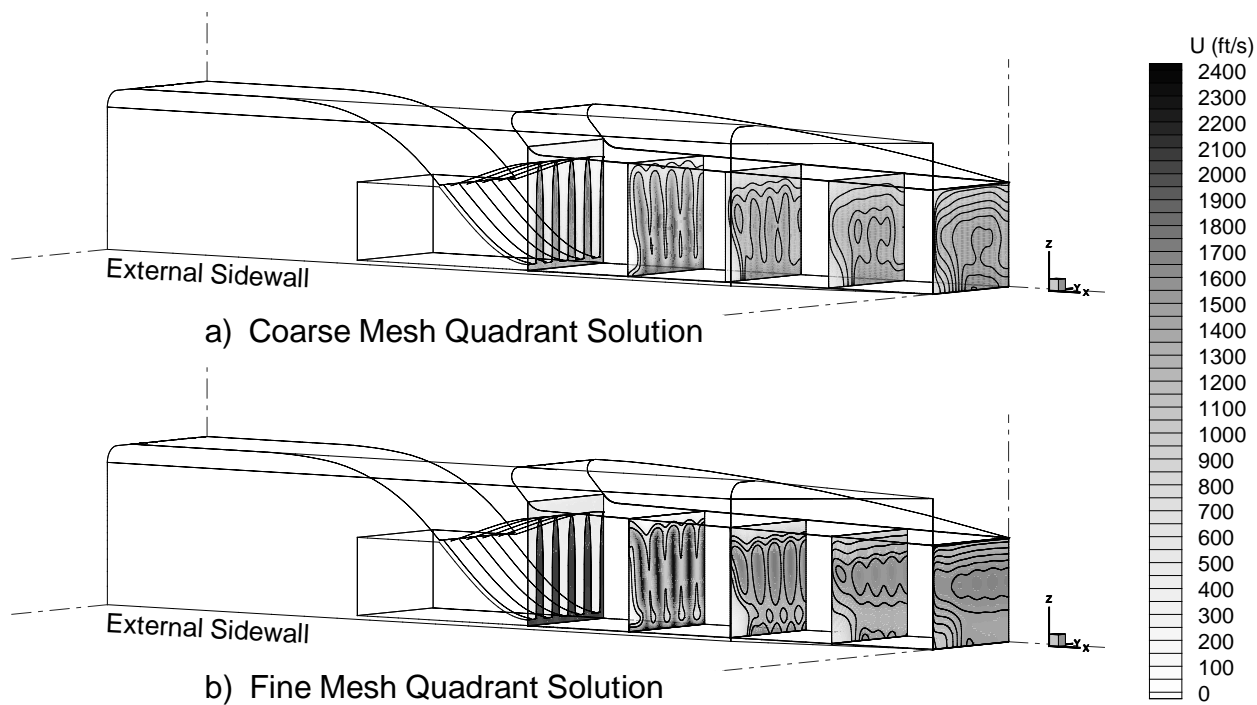 U (ft/s)
2400
2300
2200
2100
2000
1900
1800
1700
1600
1500
1400
1300
1200
1100
1000
900
800
700
600
500
400
300
200
100
0
Z
Y
X
External Sidewall
a) Coarse Mesh Quadrant Solution
Z
Y
X
External Sidewall
b) Fine Mesh Quadrant Solution